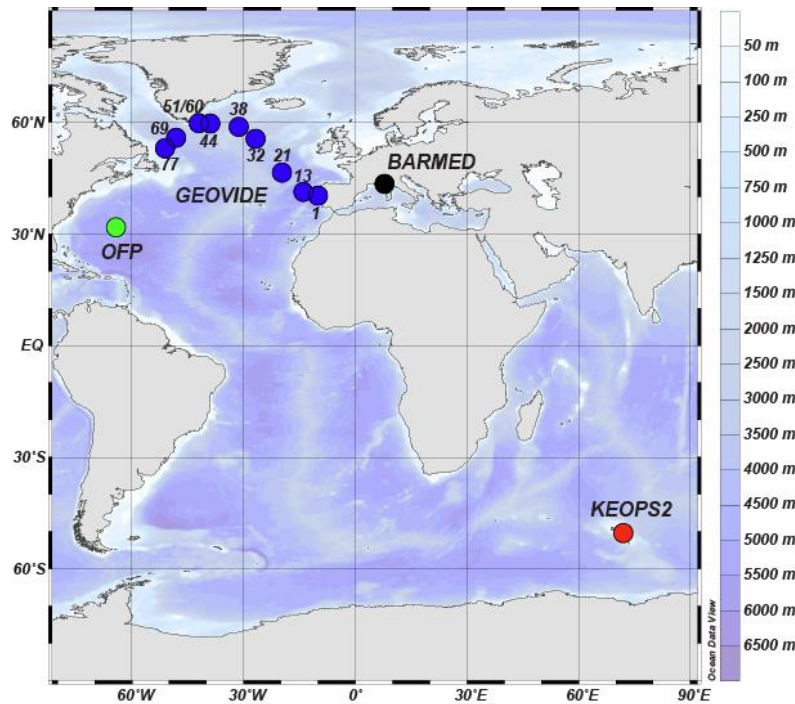 51/60
38
69
44
32
77
21
BARMED
13
GEOVIDE
1
OFP
KEOPS2
60°N
30°N
EQ
30°S
60°S
60°W
30°W
0°
30°E
60°E
90°E
50 m
100 m
250 m
500 m
750 m
1000 m
1250 m
1500 m
2000 m
2500 m
3000 m
3500 m
4000 m
4500 m
5000 m
5500 m
6000 m
6500 m
Ocean Data View